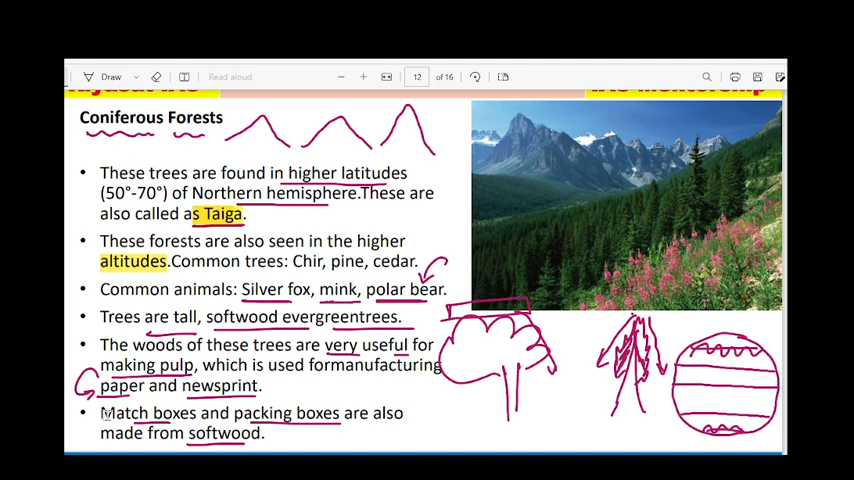 Draw
Read aloud
12 of 16
Coniferous Forests
• These trees are found in higher latitudes
(50°-70°) of Northern hemisphere.These are
also called as Taiga.
• These forests are also seen in the higher
altitudes.Common trees: Chir, pine, cedar.
• Common animals: Silver fox, mink, polar bear.
• Trees are tall, softwood evergreentrees.
• The woods of these trees are very useful for
making pulp, which is used formanufacturing
paper and newsprint.
• Match boxes and packing boxes are also
made from softwood.